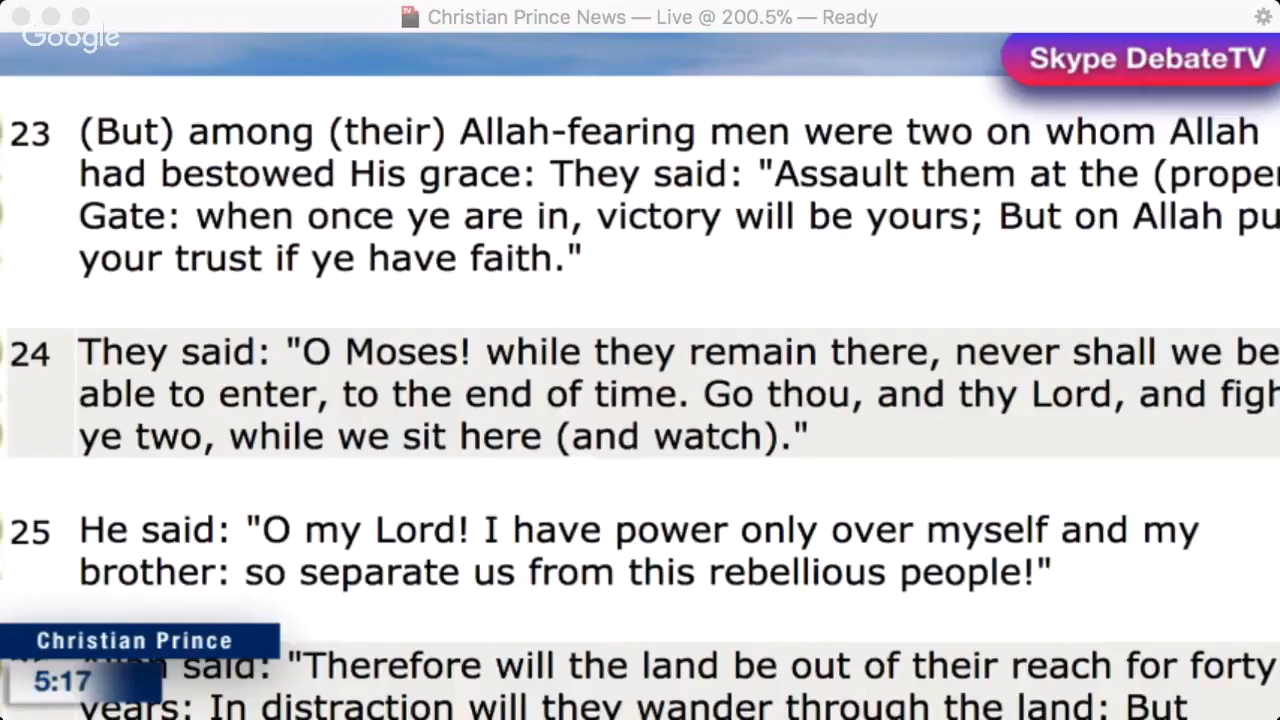 Christian Prince News — Live @ 200.5% — Ready
Google
Skype DebateTV
23 (But) among (their) Allah-fearing men were two on whom Allah
had bestowed His grace: They said: "Assault them at the (proper
Gate: when once ye are in, victory will be yours; But on Allah pu
your trust if ye have faith."
24 They said: "O Moses! while they remain there, never shall we be
able to enter, to the end of time. Go thou, and thy Lord, and figh
ye two, while we sit here (and watch)."
25 He said: "O my Lord! I have power only over myself and my
brother: so separate us from this rebellious people!"
Christian Prince
said: "Therefore will the land be out of their reach for forty
5:17
years: In distraction will they wander through the land: But